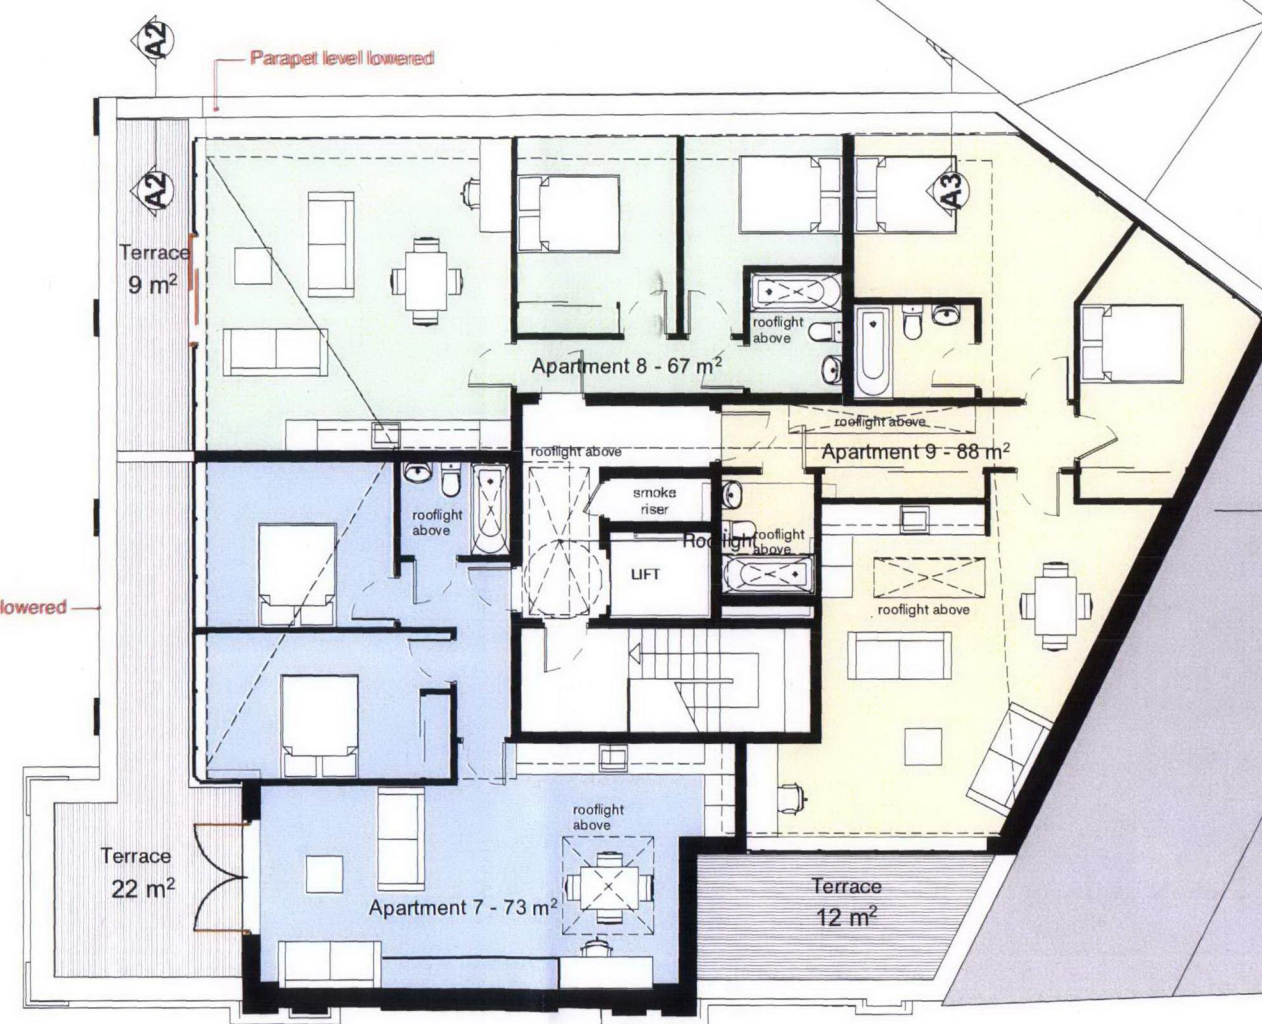 A2
Parapet level lowered
A2
A3
Terrace
9 m²
rooflight
above
Apartment 8 - 67 m²
rooflight above
Apartment 9 - 88 m²
rooflight above
smoke
riser
rooflight
above
Rooflight
rooflight
above
LIFT
lowered
rooflight above
rooflight
above
Terrace
22 m²
Apartment 7 - 73 m²
Terrace
12 m²